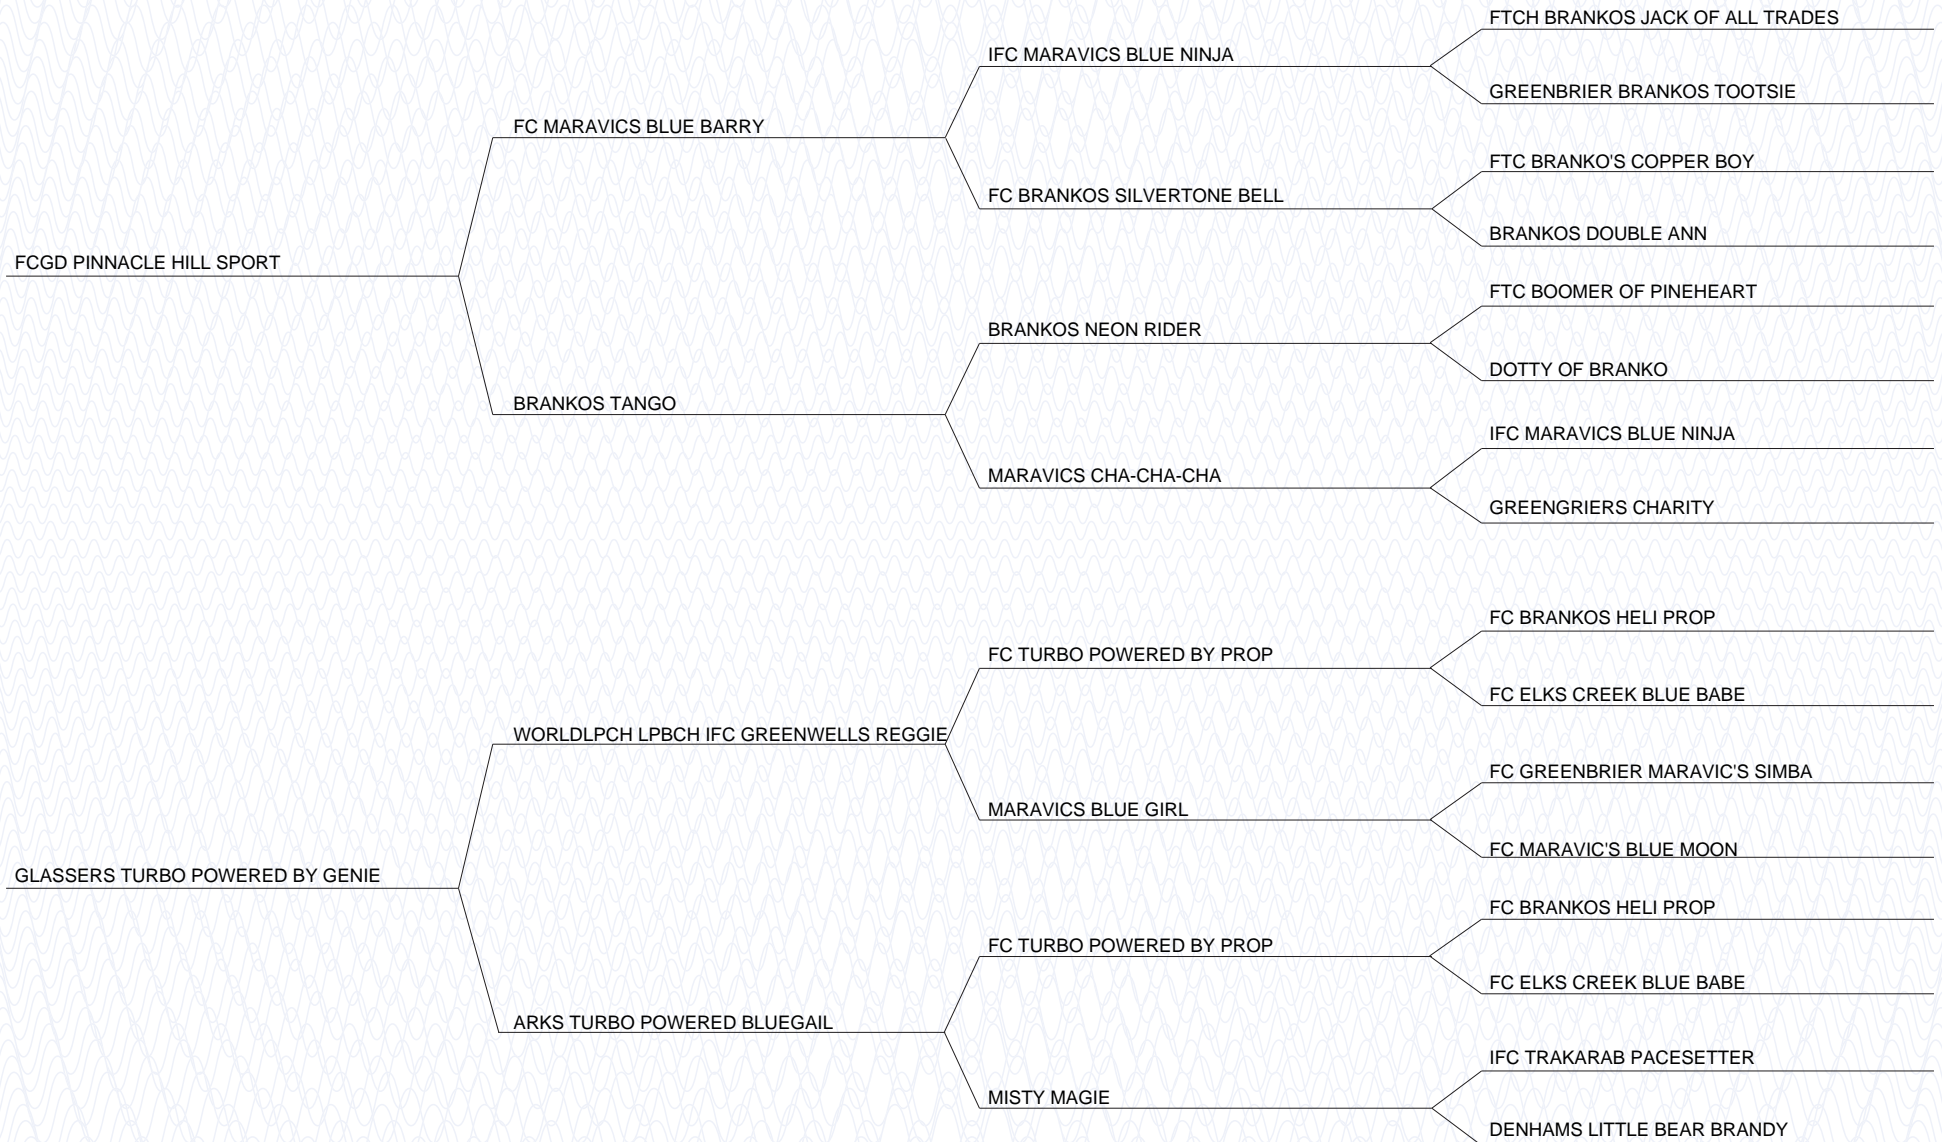 FTCH BRANKOS JACK OF ALL TRADES
IFC MARAVICS BLUE NINJA
GREENBRIER BRANKOS TOOTSIE
FC MARAVICS BLUE BARRY
FTC BRANKO'S COPPER BOY
FC BRANKOS SILVERTONE BELL
BRANKOS DOUBLE ANN
FCGD PINNACLE HILL SPORT
FTC BOOMER OF PINEHEART
BRANKOS NEON RIDER
DOTTY OF BRANKO
BRANKOS TANGO
IFC MARAVICS BLUE NINJA
MARAVICS CHA-CHA-CHA
GREENGRIERS CHARITY
FC BRANKOS HELI PROP
FC TURBO POWERED BY PROP
FC ELKS CREEK BLUE BABE
WORLDLPCH LPBCH IFC GREENWELLS REGGIE
FC GREENBRIER MARAVIC'S SIMBA
MARAVICS BLUE GIRL
FC MARAVIC'S BLUE MOON
GLASSERS TURBO POWERED BY GENIE
FC BRANKOS HELI PROP
FC TURBO POWERED BY PROP
FC ELKS CREEK BLUE BABE
ARKS TURBO POWERED BLUEGAIL
IFC TRAKARAB PACESETTER
MISTY MAGIE
DENHAMS LITTLE BEAR BRANDY